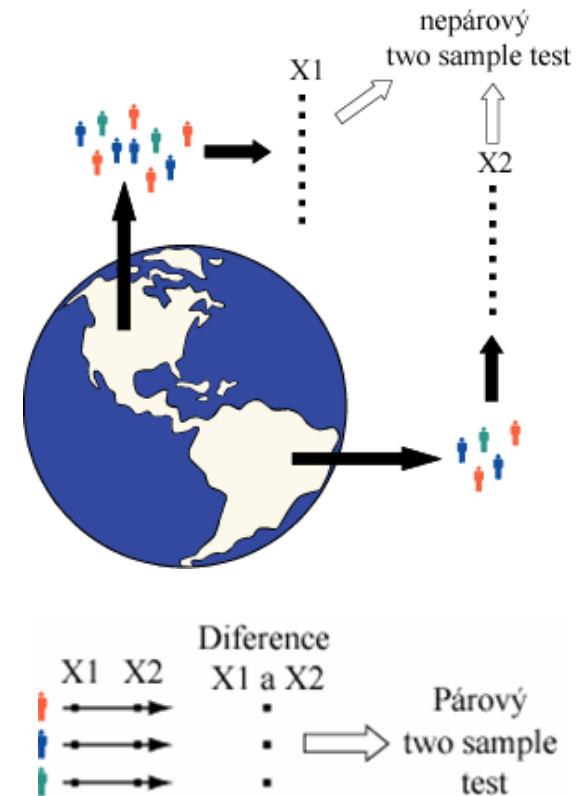 nepárový
two sample test
X1
X2
Diference
X1 X2 X1 a X2
Párový
two sample
test